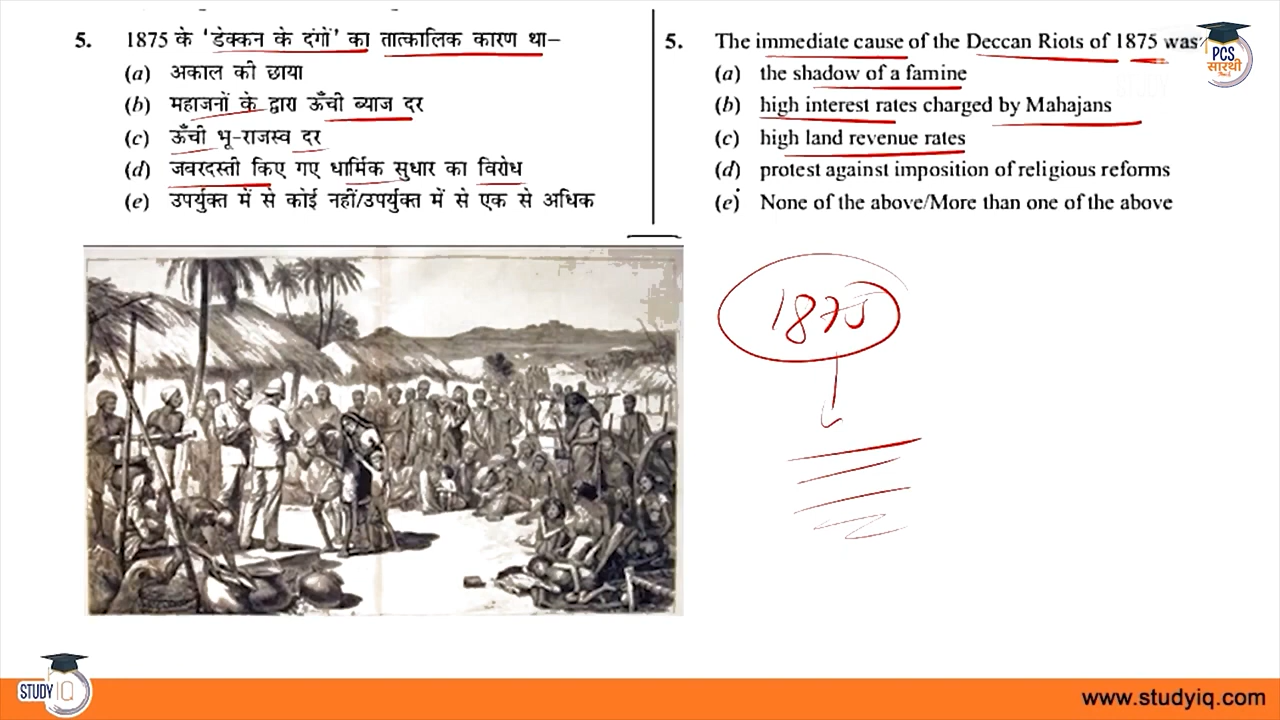 5. 1875 के 'डेक्कन के दंगों' का तात्कालिक कारण था–
(a) अकाल की छाया
(b) महाजनों के द्वारा ऊँची ब्याज दर
(c) ऊँची भू-राजस्व दर
(d) जबरदस्ती किए गए धार्मिक सुधार का विरोध
(e) उपर्युक्त में से कोई नहीं/उपर्युक्त में से एक से अधिक
5. The immediate cause of the Deccan Riots of 1875 was
(a) the shadow of a famine
(b) high interest rates charged by Mahajans
(c) high land revenue rates
(d) protest against imposition of religious reforms
(e) None of the above/More than one of the above
PCS
सारथी
STUDY
1875
STUDY IQ
www.studyiq.com